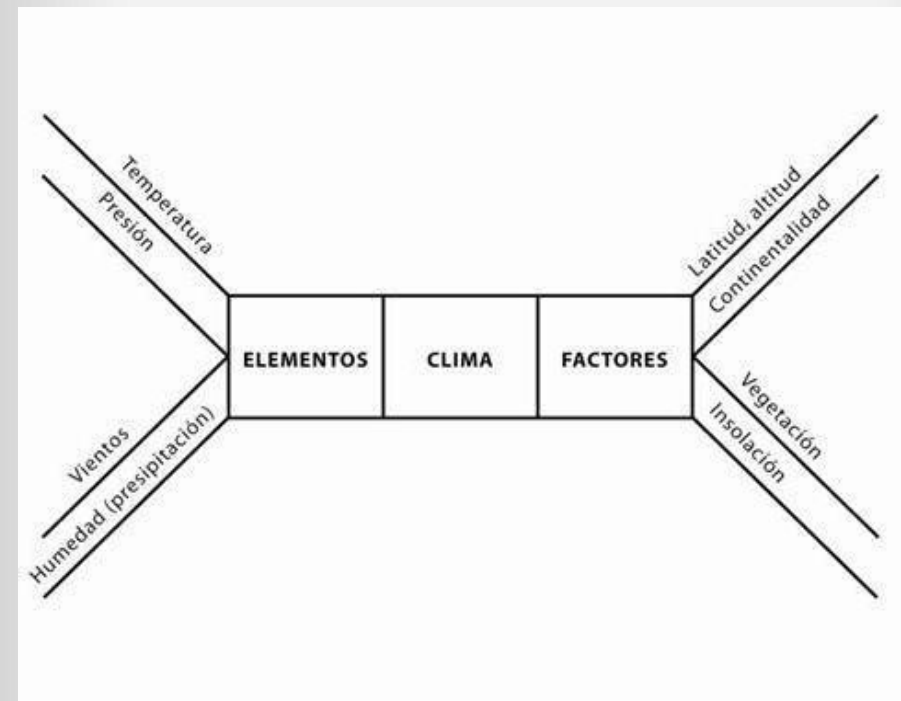 Temperatura
Presión
Vientos
Humedad (presipitación)
ELEMENTOS
CLIMA
FACTORES
Latitud, altitud
Continentalidad
Vegetación
Insolación